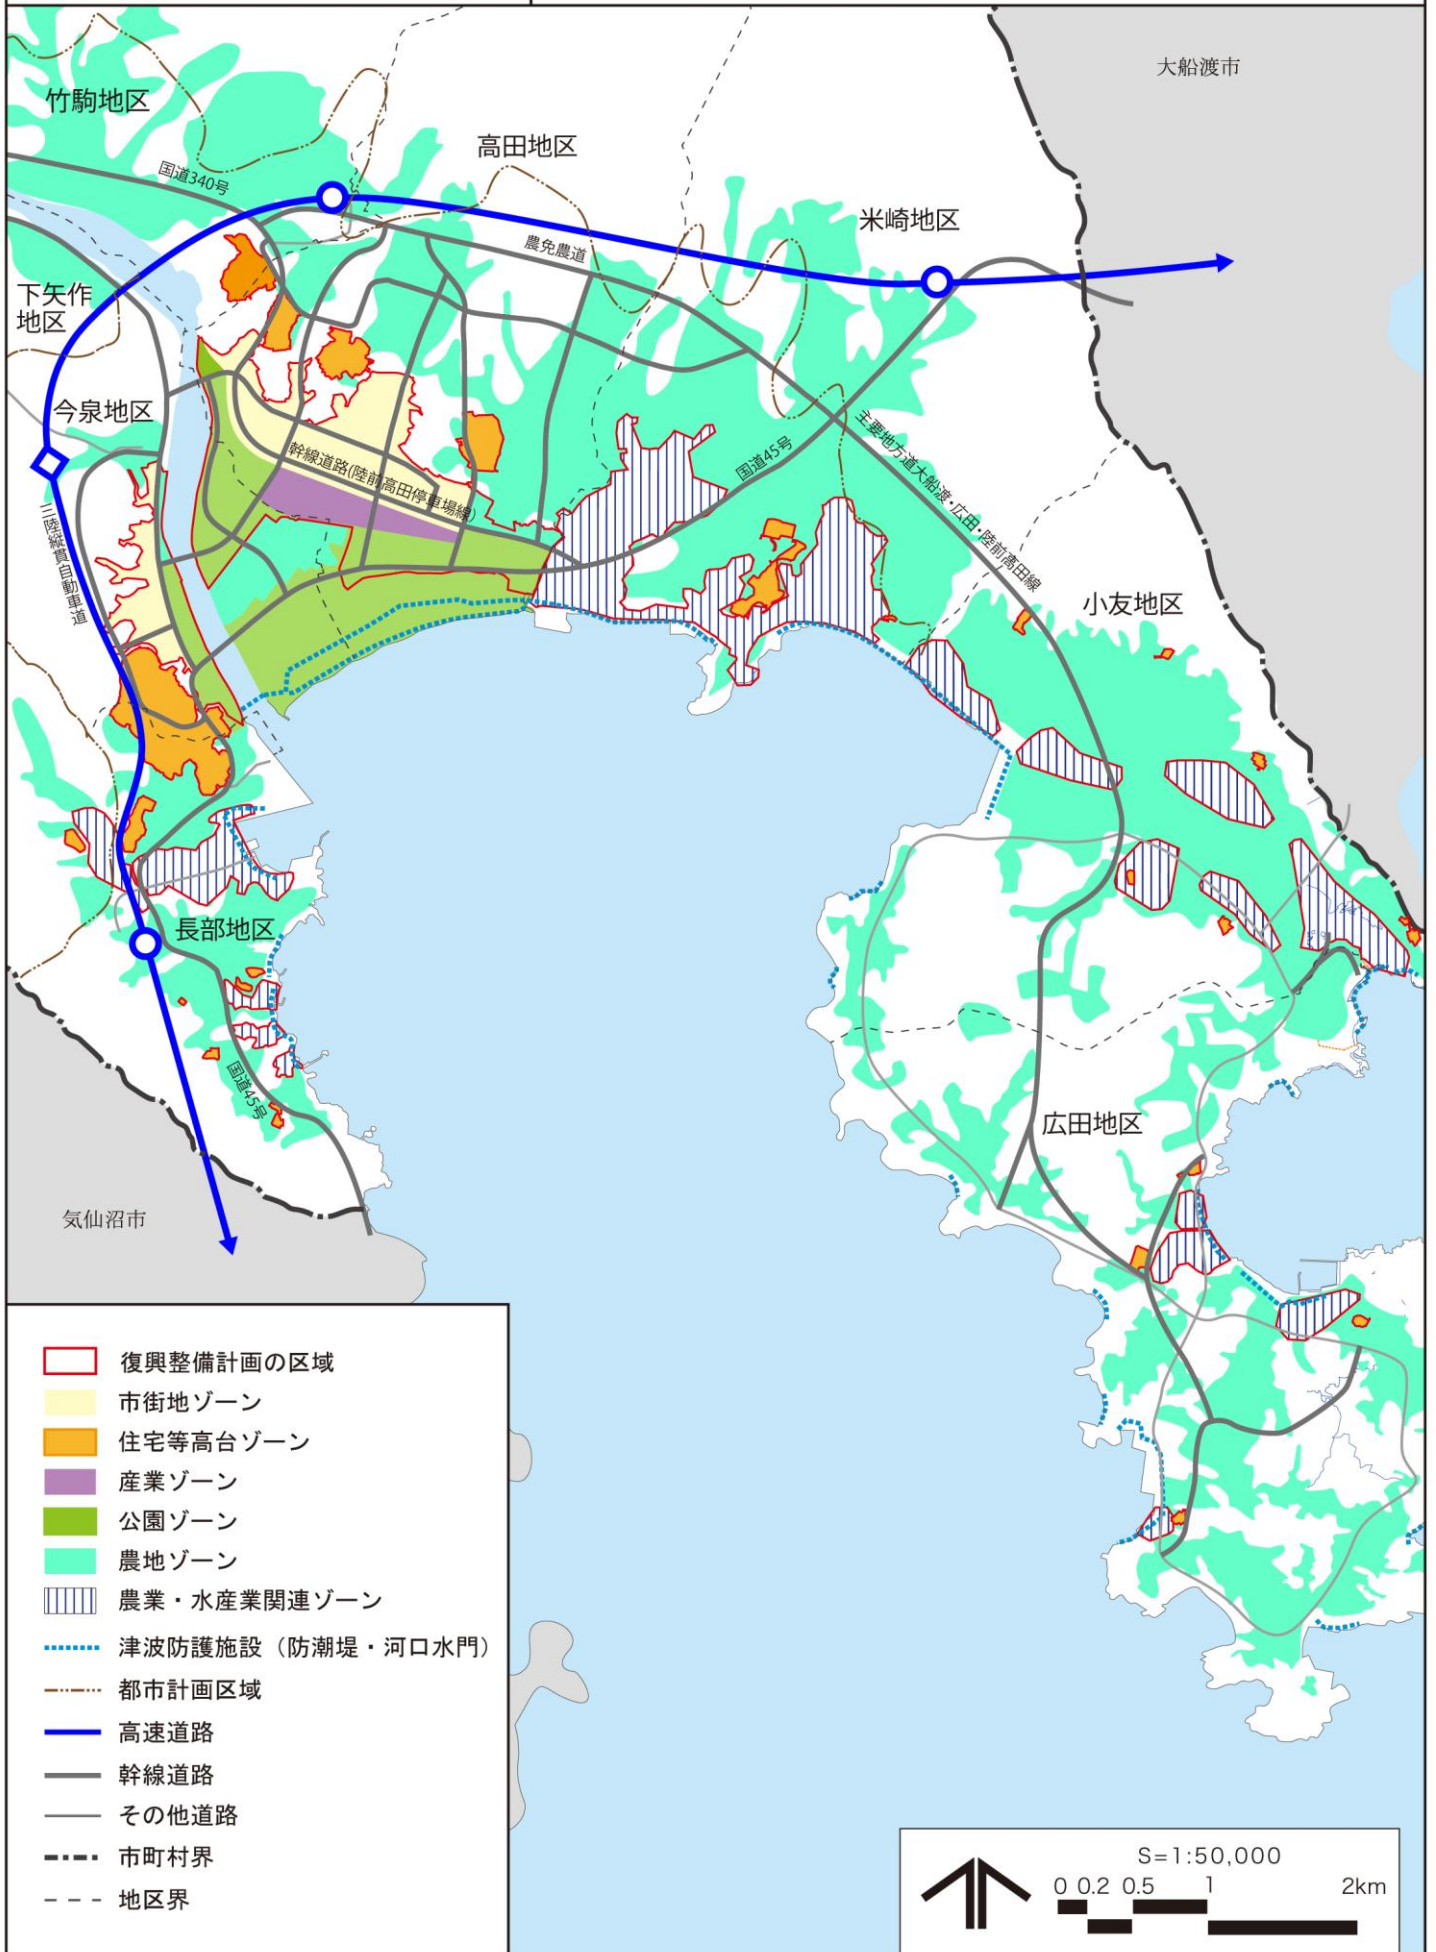 大船渡市
竹駒地区
高田地区
国道340号
米崎地区
農免農道
下矢作
地区
今泉地区
幹線道路(陸前高田停車場線)
国道45号
主要地方道大船渡・広田・陸前高田線
三陸縦貫自動車道
小友地区
長部地区
国道45号
広田地区
気仙沼市
復興整備計画の区域
市街地ゾーン
住宅等高台ゾーン
産業ゾーン
公園ゾーン
農地ゾーン
農業・水産業関連ゾーン
津波防護施設（防潮堤・河口水門）
都市計画区域
高速道路
幹線道路
その他道路
市町村界
地区界
S=1:50,000
0 0.2 0.5 1 2km